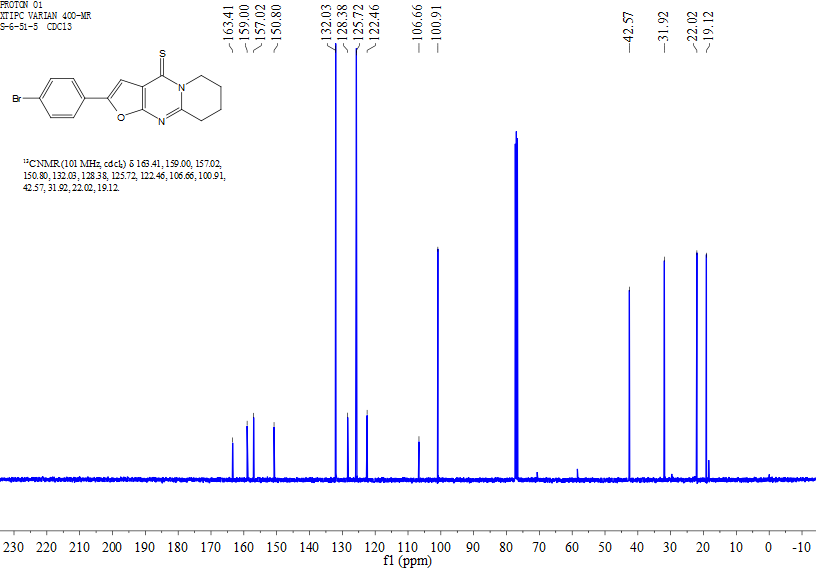 PROTON 01
XTIPC VARIAN 400-MR
S-6-51-5 CDCl3
163.41
159.00
157.02
150.80
132.03
128.38
125.72
122.46
106.66
100.91
42.57
31.92
22.02
19.12
S
Br
N
O
N
¹³CNMR (101 MHz, cdcl₃) δ 163.41, 159.00, 157.02,
150.80, 132.03, 128.38, 125.72, 122.46, 106.66, 100.91,
42.57, 31.92, 22.02, 19.12.
230 220 210 200 190 180 170 160 150 140 130 120 110 100 90 80 70 60 50 40 30 20 10 0 -10
f1 (ppm)